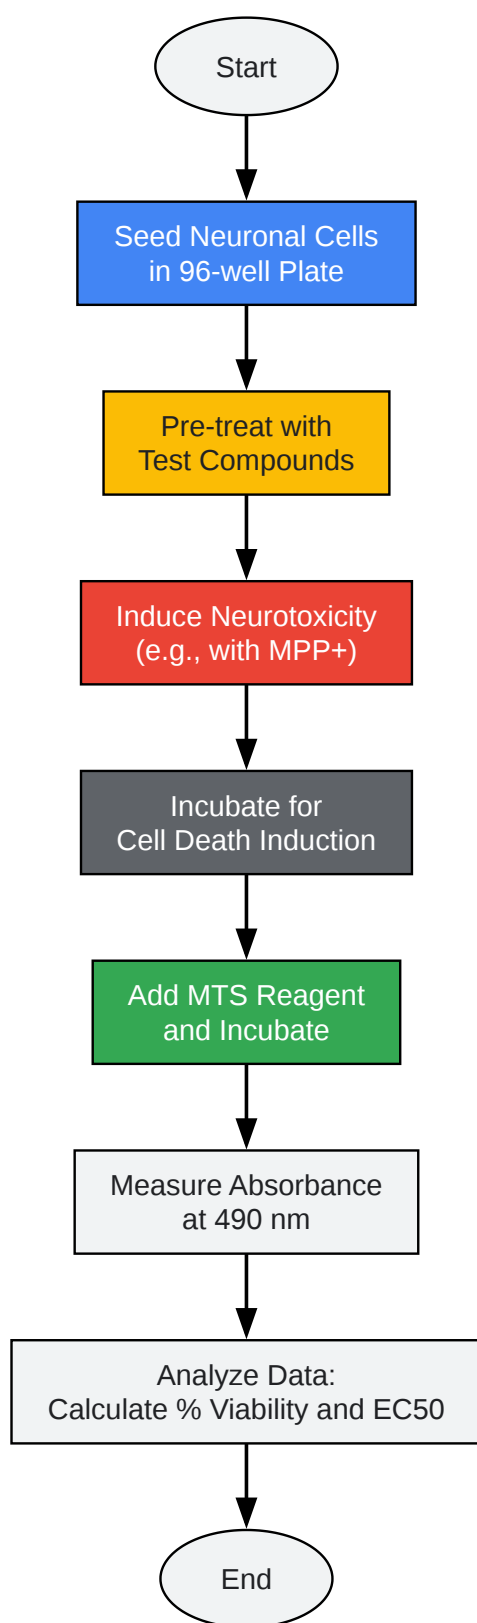 Start
Seed Neuronal Cells
in 96-well Plate
Pre-treat with
Test Compounds
Induce Neurotoxicity
(e.g., with MPP+)
Incubate for
Cell Death Induction
Add MTS Reagent
and Incubate
Measure Absorbance
at 490 nm
Analyze Data:
Calculate % Viability and EC50
End